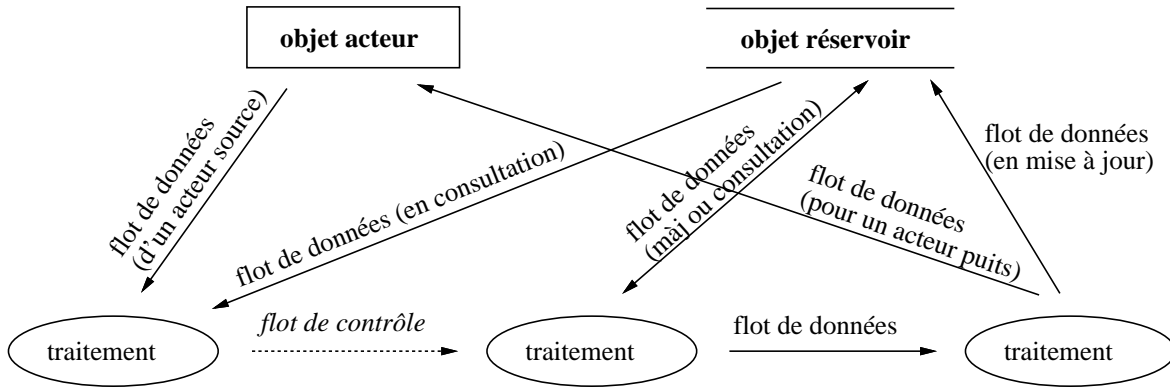 objet acteur
objet réservoir
flot de données
(d'un acteur source)
flot de données (en consultation)
flot de données
(màj ou consultation)
flot de données
(pour un acteur puits)
flot de données
(en mise à jour)
traitement
flot de contrôle
traitement
flot de données
traitement